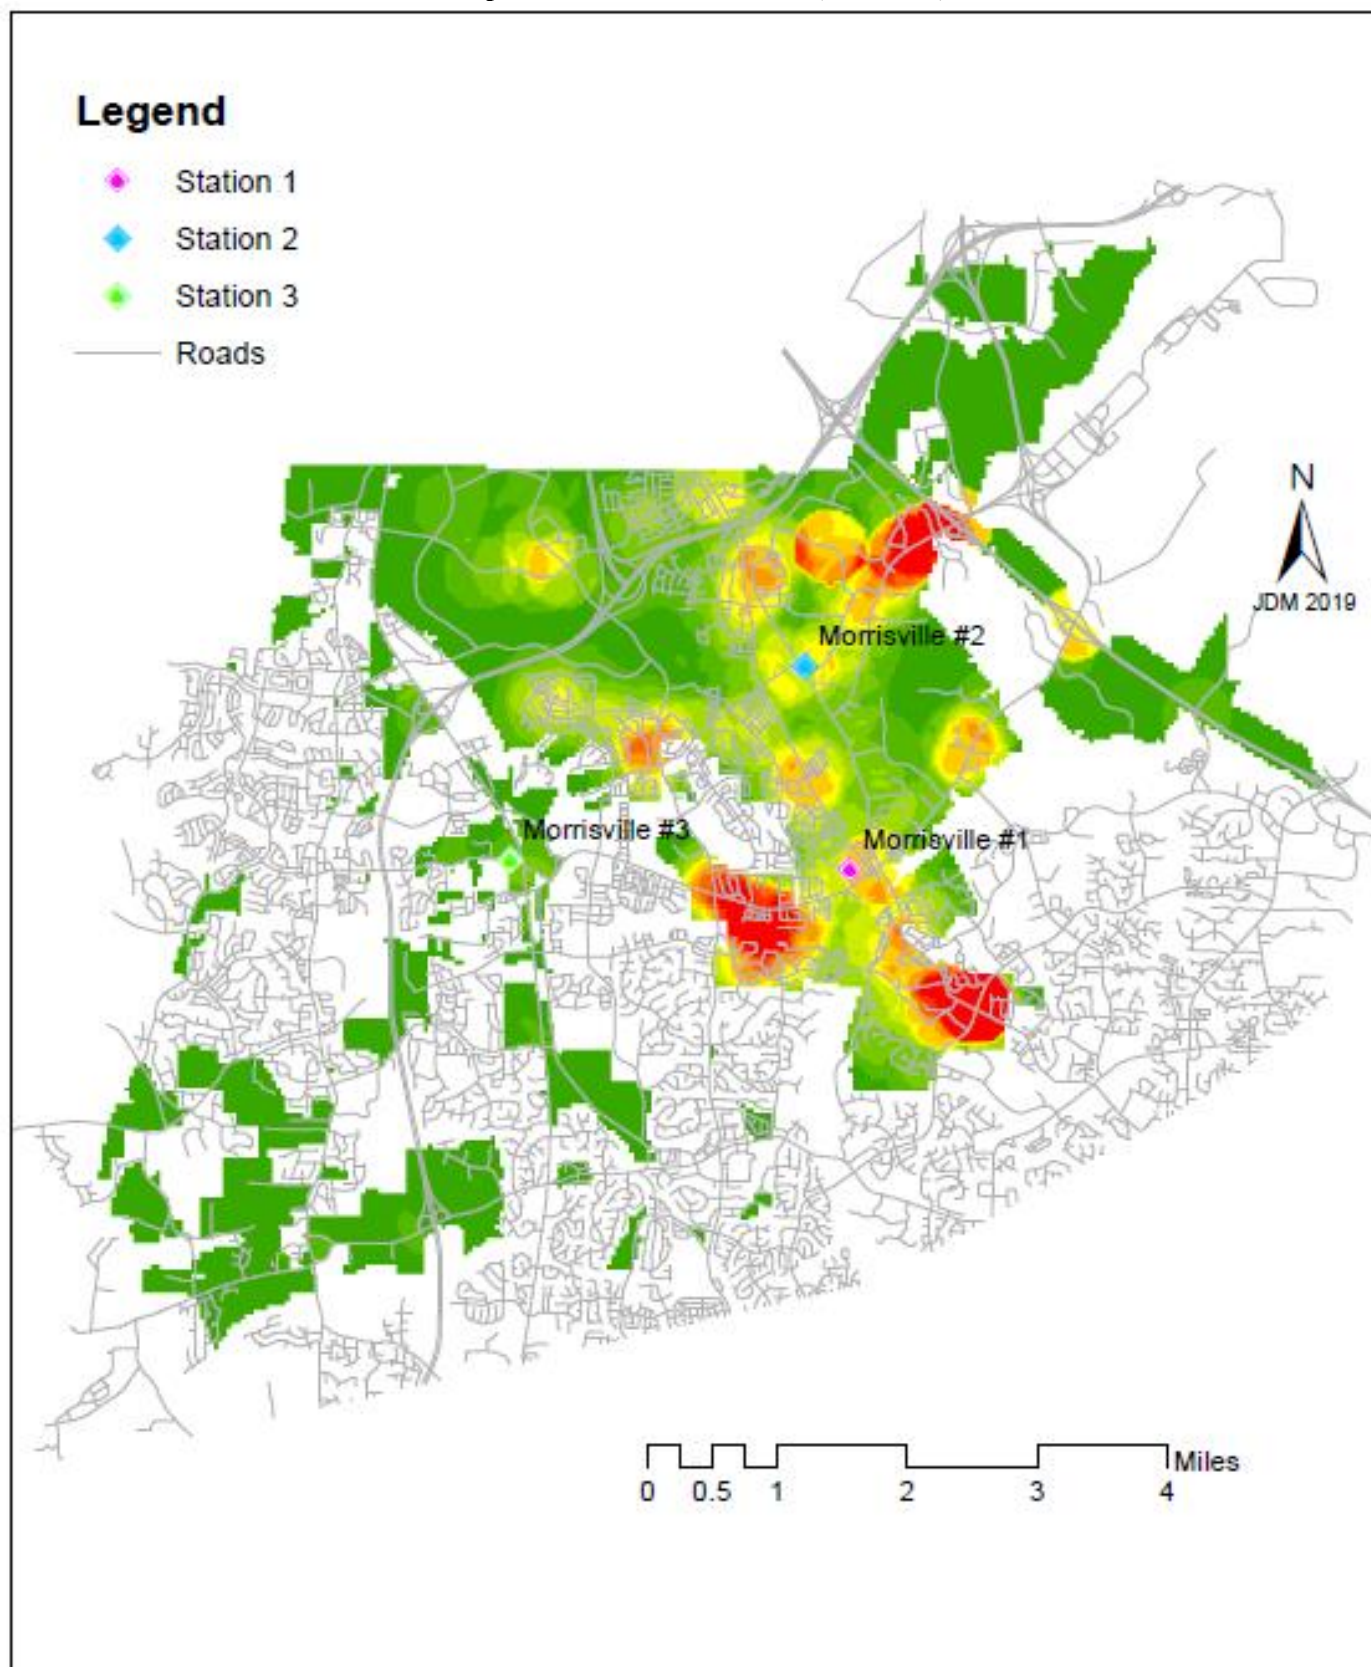 Legend
Station 1
Station 2
Station 3
Roads
N
JDM 2019
Morrisville #2
Morrisville #3
Morrisville #1
Miles
0 0.5 1 2 3 4